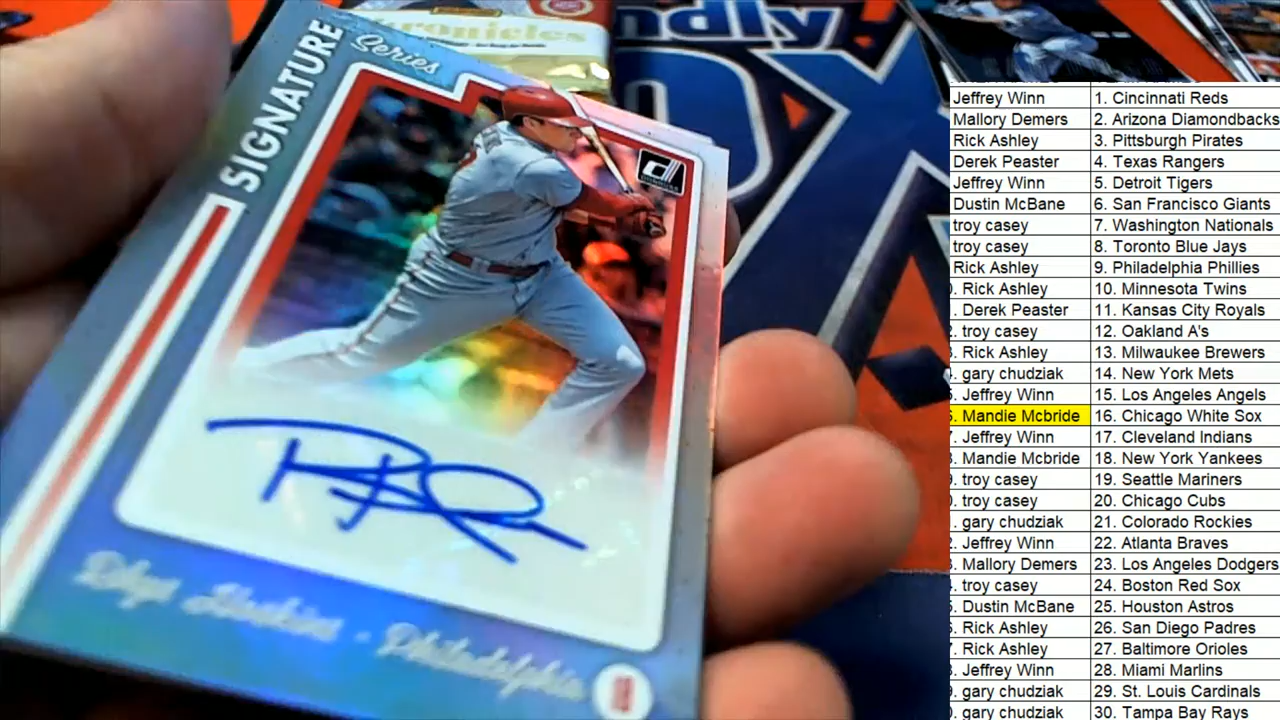 Chronicles
ndly
OX
SIGNATURE
Series
DONRUSS
Rhys Hoskins - Philadelphia
Jeffrey Winn 1. Cincinnati Reds
Mallory Demers 2. Arizona Diamondbacks
Rick Ashley 3. Pittsburgh Pirates
Derek Peaster 4. Texas Rangers
Jeffrey Winn 5. Detroit Tigers
Dustin McBane 6. San Francisco Giants
troy casey 7. Washington Nationals
troy casey 8. Toronto Blue Jays
Rick Ashley 9. Philadelphia Phillies
. Rick Ashley 10. Minnesota Twins
. Derek Peaster 11. Kansas City Royals
. troy casey 12. Oakland A's
. Rick Ashley 13. Milwaukee Brewers
. gary chudziak 14. New York Mets
. Jeffrey Winn 15. Los Angeles Angels
. Mandie Mcbride 16. Chicago White Sox
. Jeffrey Winn 17. Cleveland Indians
. Mandie Mcbride 18. New York Yankees
. troy casey 19. Seattle Mariners
. troy casey 20. Chicago Cubs
. gary chudziak 21. Colorado Rockies
. Jeffrey Winn 22. Atlanta Braves
. Mallory Demers 23. Los Angeles Dodgers
. troy casey 24. Boston Red Sox
. Dustin McBane 25. Houston Astros
. Rick Ashley 26. San Diego Padres
. Rick Ashley 27. Baltimore Orioles
. Jeffrey Winn 28. Miami Marlins
. gary chudziak 29. St. Louis Cardinals
. gary chudziak 30. Tampa Bay Rays